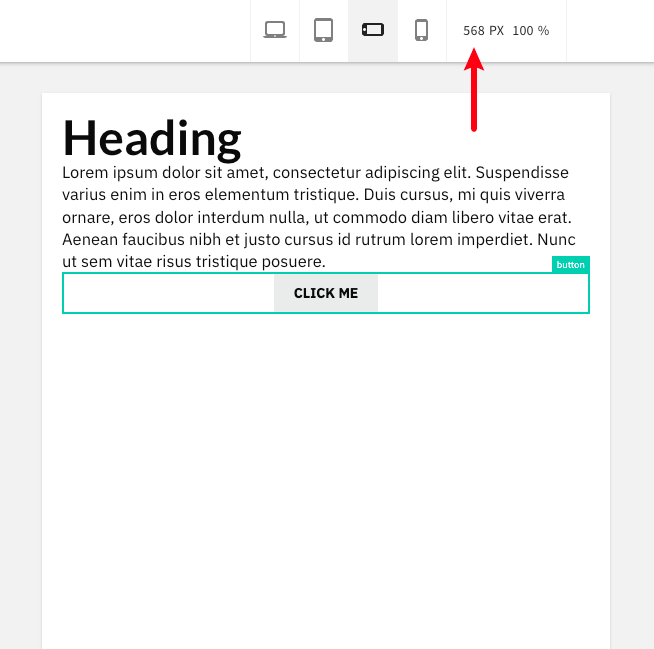 568 PX 100 %
Heading
Lorem ipsum dolor sit amet, consectetur adipiscing elit. Suspendisse
varius enim in eros elementum tristique. Duis cursus, mi quis viverra
ornare, eros dolor interdum nulla, ut commodo diam libero vitae erat.
Aenean faucibus nibh et justo cursus id rutrum lorem imperdiet. Nunc
ut sem vitae risus tristique posuere.
button
CLICK ME